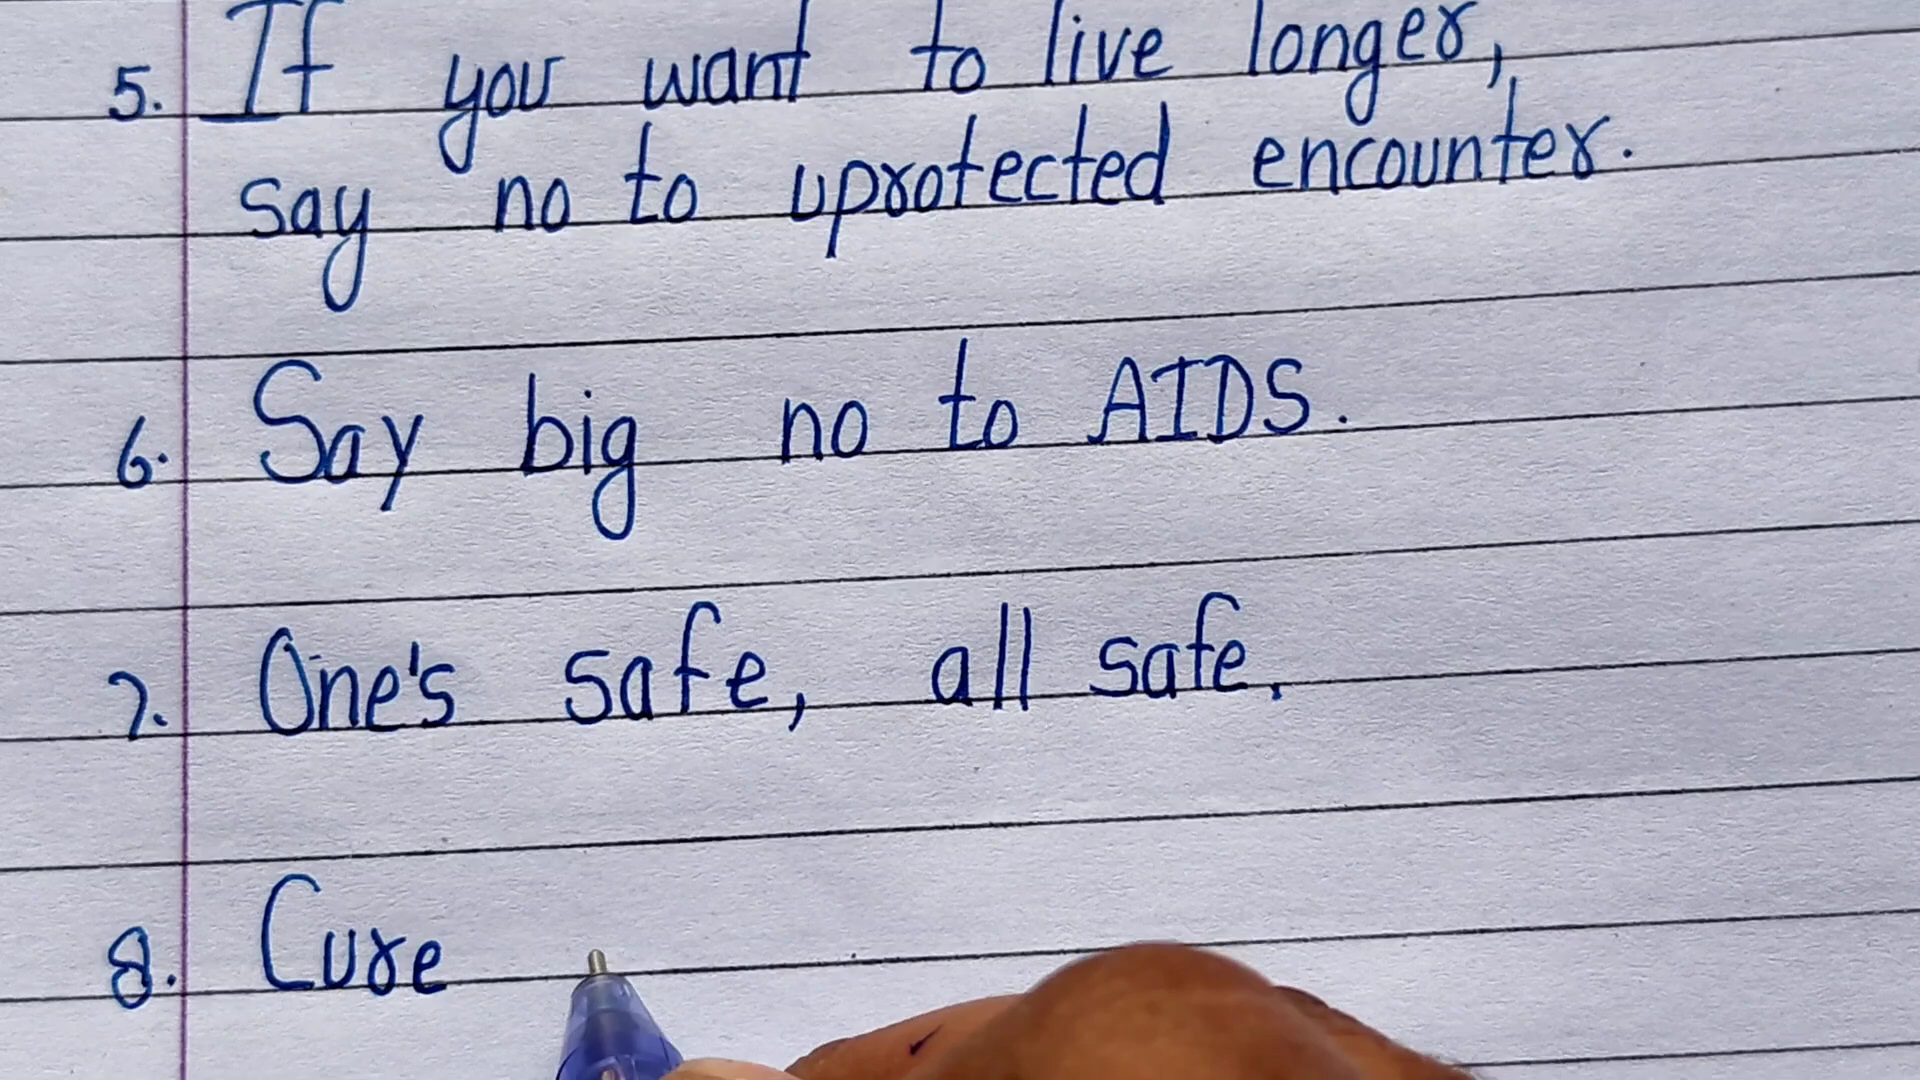 5. If you want to live longer,
say no to uprotected encounter.
6. Say big no to AIDS.
7. One's safe, all safe.
8. Cure